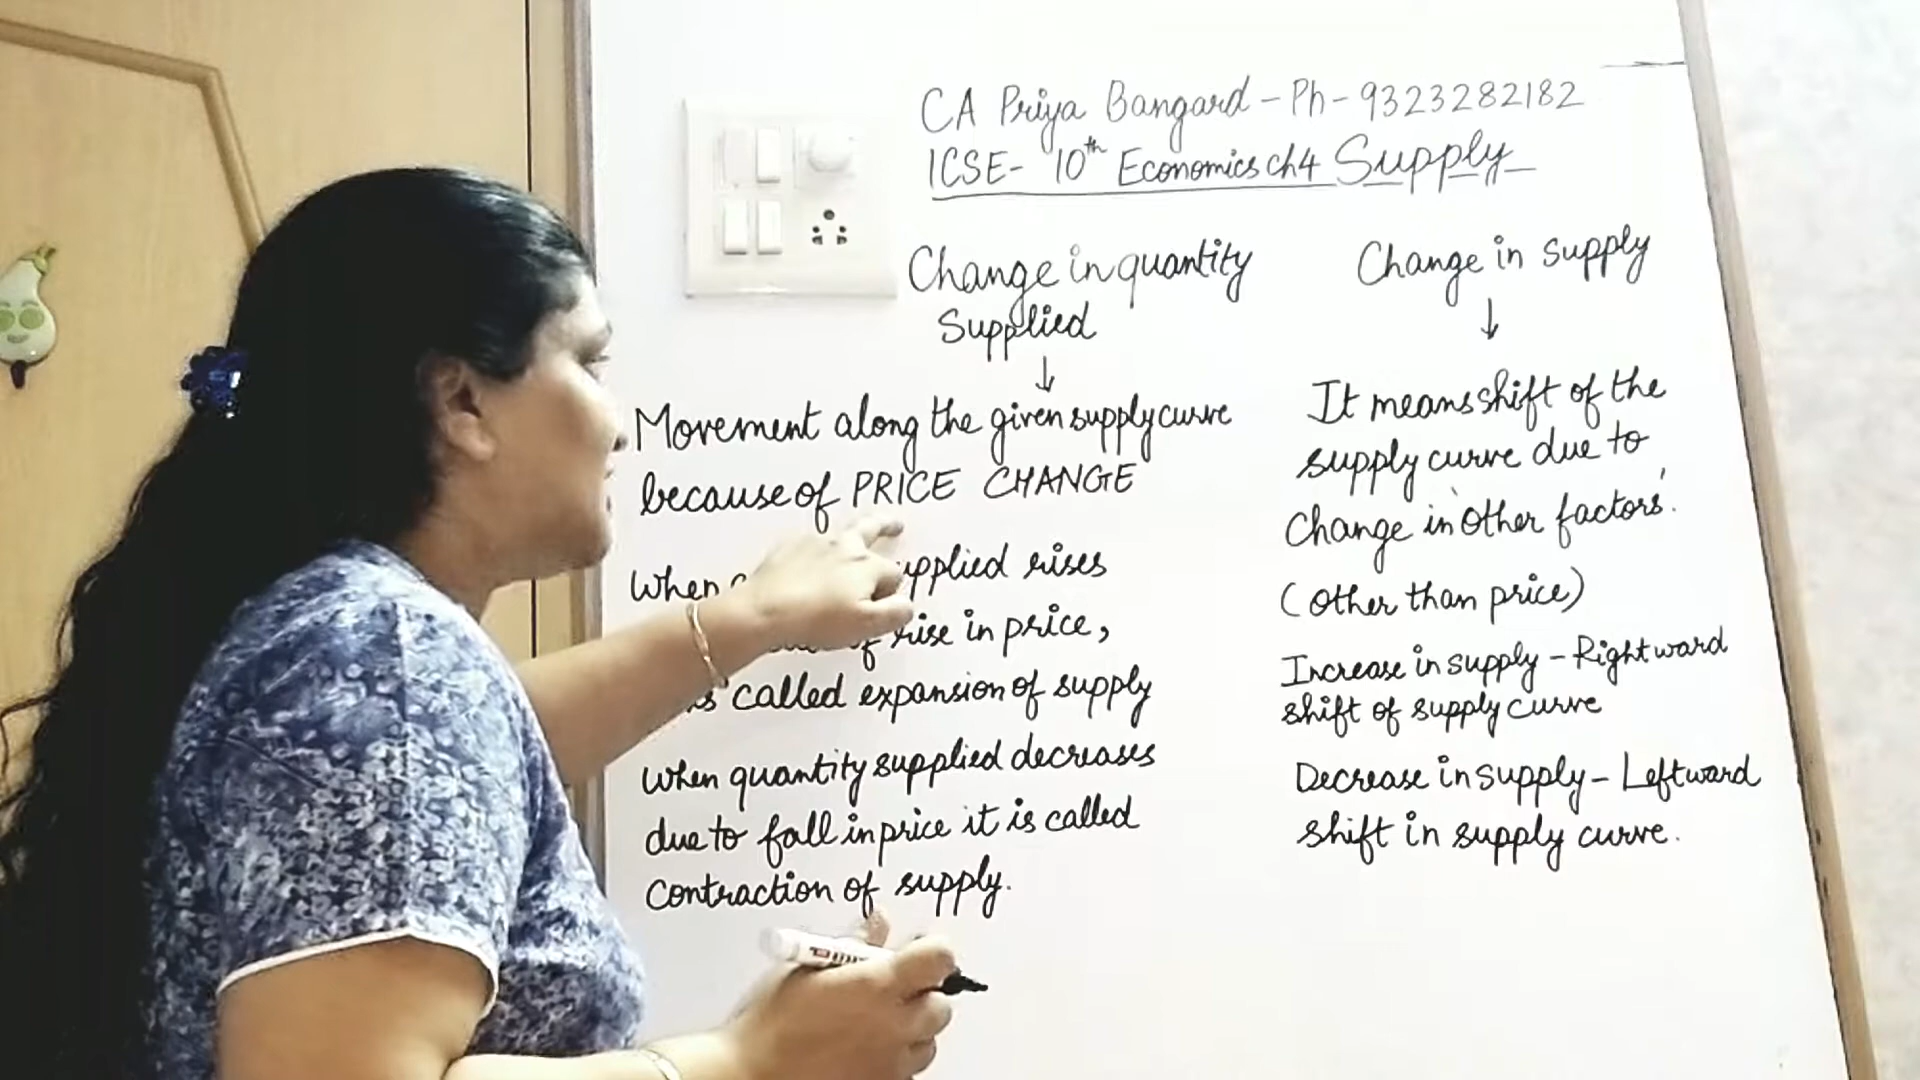 CA Priya Bangard - Ph - 9323282182
ICSE - 10th Economics ch4 Supply
Change in quantity
Supplied
↓
Movement along the given supply curve
because of PRICE CHANGE
When upplied rises
rise in price,
called expansion of supply
When quantity supplied decreases
due to fall in price it is called
Contraction of supply.
Change in supply
↓
It means shift of the
supply curve due to
Change in 'Other factors'.
(Other than price)
Increase in supply - Rightward
shift of supply curve
Decrease in supply - Leftward
shift in supply curve.